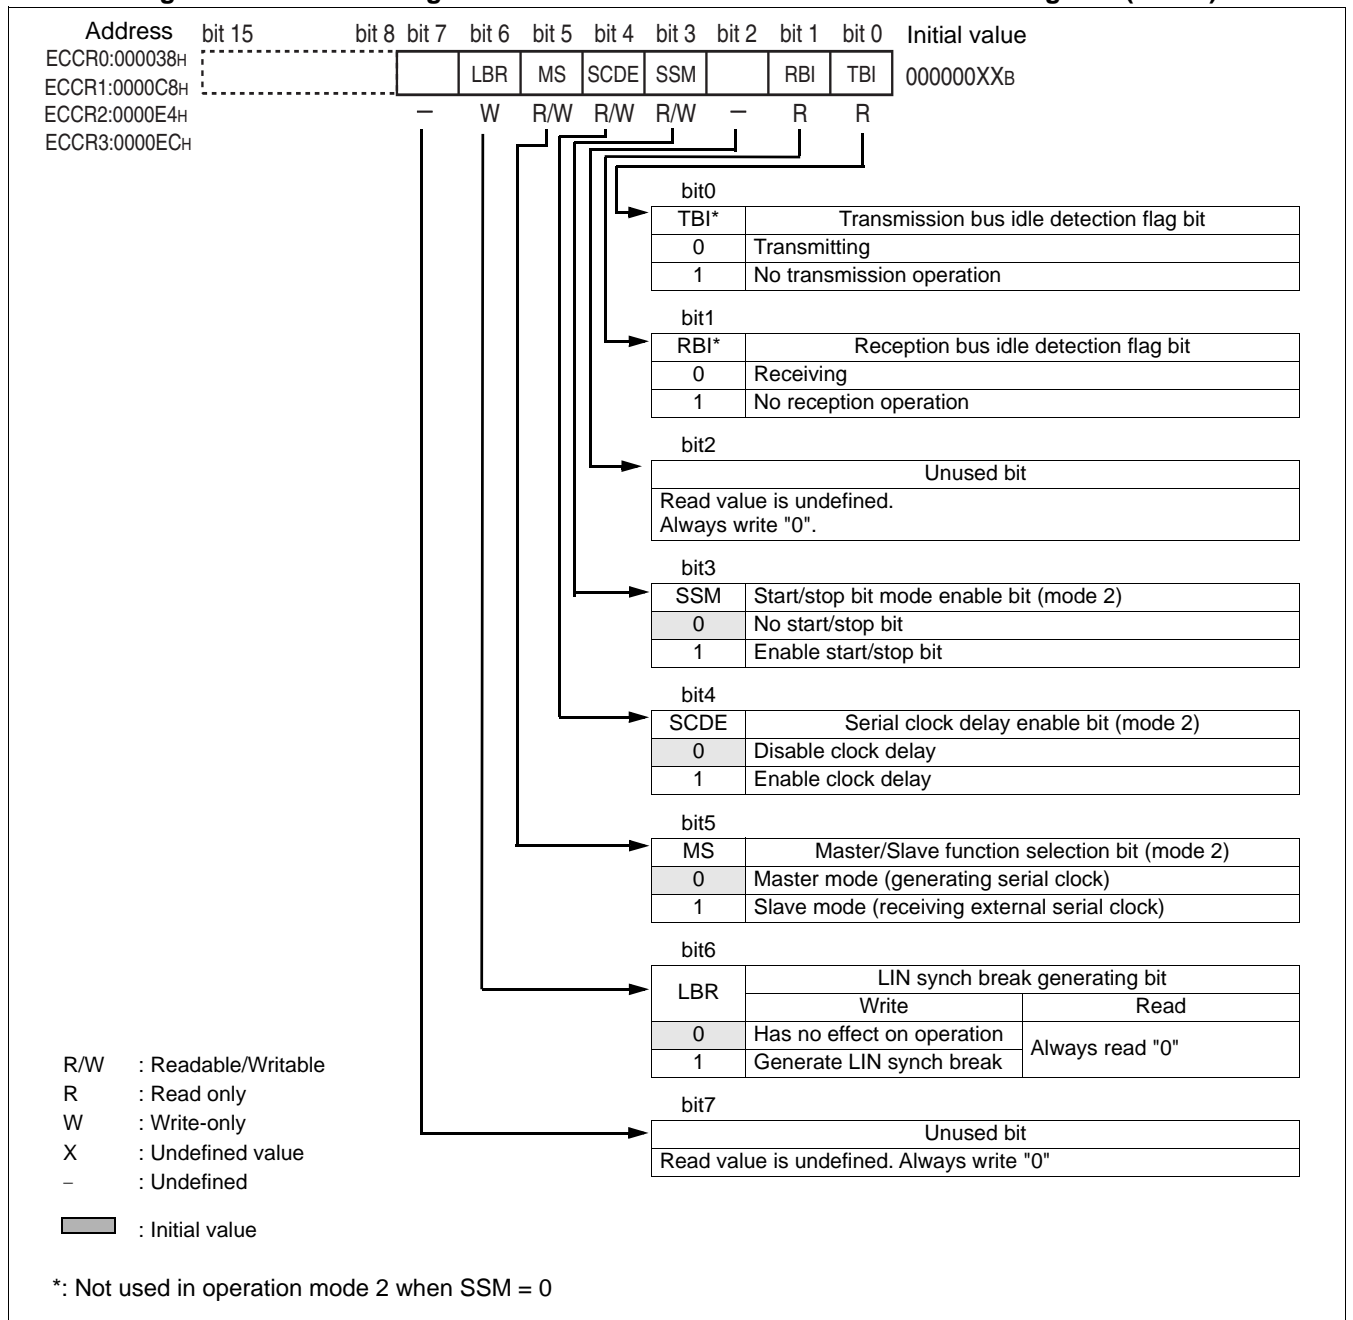 Address bit 15 bit 8 bit 7 bit 6 bit 5 bit 4 bit 3 bit 2 bit 1 bit 0 Initial value
ECCR0:000038H
ECCR1:0000C8H
ECCR2:0000E4H
ECCR3:0000ECH
LBR MS SCDE SSM RBI TBI 000000XXB
– W R/W R/W R/W – R R
bit0
TBI* Transmission bus idle detection flag bit
0 Transmitting
1 No transmission operation
bit1
RBI* Reception bus idle detection flag bit
0 Receiving
1 No reception operation
bit2
Unused bit
Read value is undefined.
Always write "0".
bit3
SSM Start/stop bit mode enable bit (mode 2)
0 No start/stop bit
1 Enable start/stop bit
bit4
SCDE Serial clock delay enable bit (mode 2)
0 Disable clock delay
1 Enable clock delay
bit5
MS Master/Slave function selection bit (mode 2)
0 Master mode (generating serial clock)
1 Slave mode (receiving external serial clock)
bit6
LBR LIN synch break generating bit
Write Read
0 Has no effect on operation Always read "0"
1 Generate LIN synch break
bit7
Unused bit
Read value is undefined. Always write "0"
R/W : Readable/Writable
R : Read only
W : Write-only
X : Undefined value
– : Undefined
: Initial value
*: Not used in operation mode 2 when SSM = 0